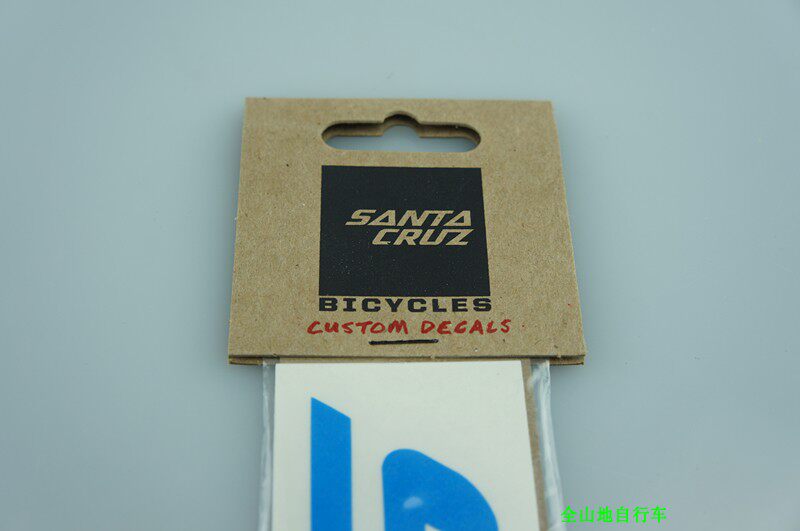 SANTA
CRUZ
BICYCLES
CUSTOM DECALS
全山地自行车